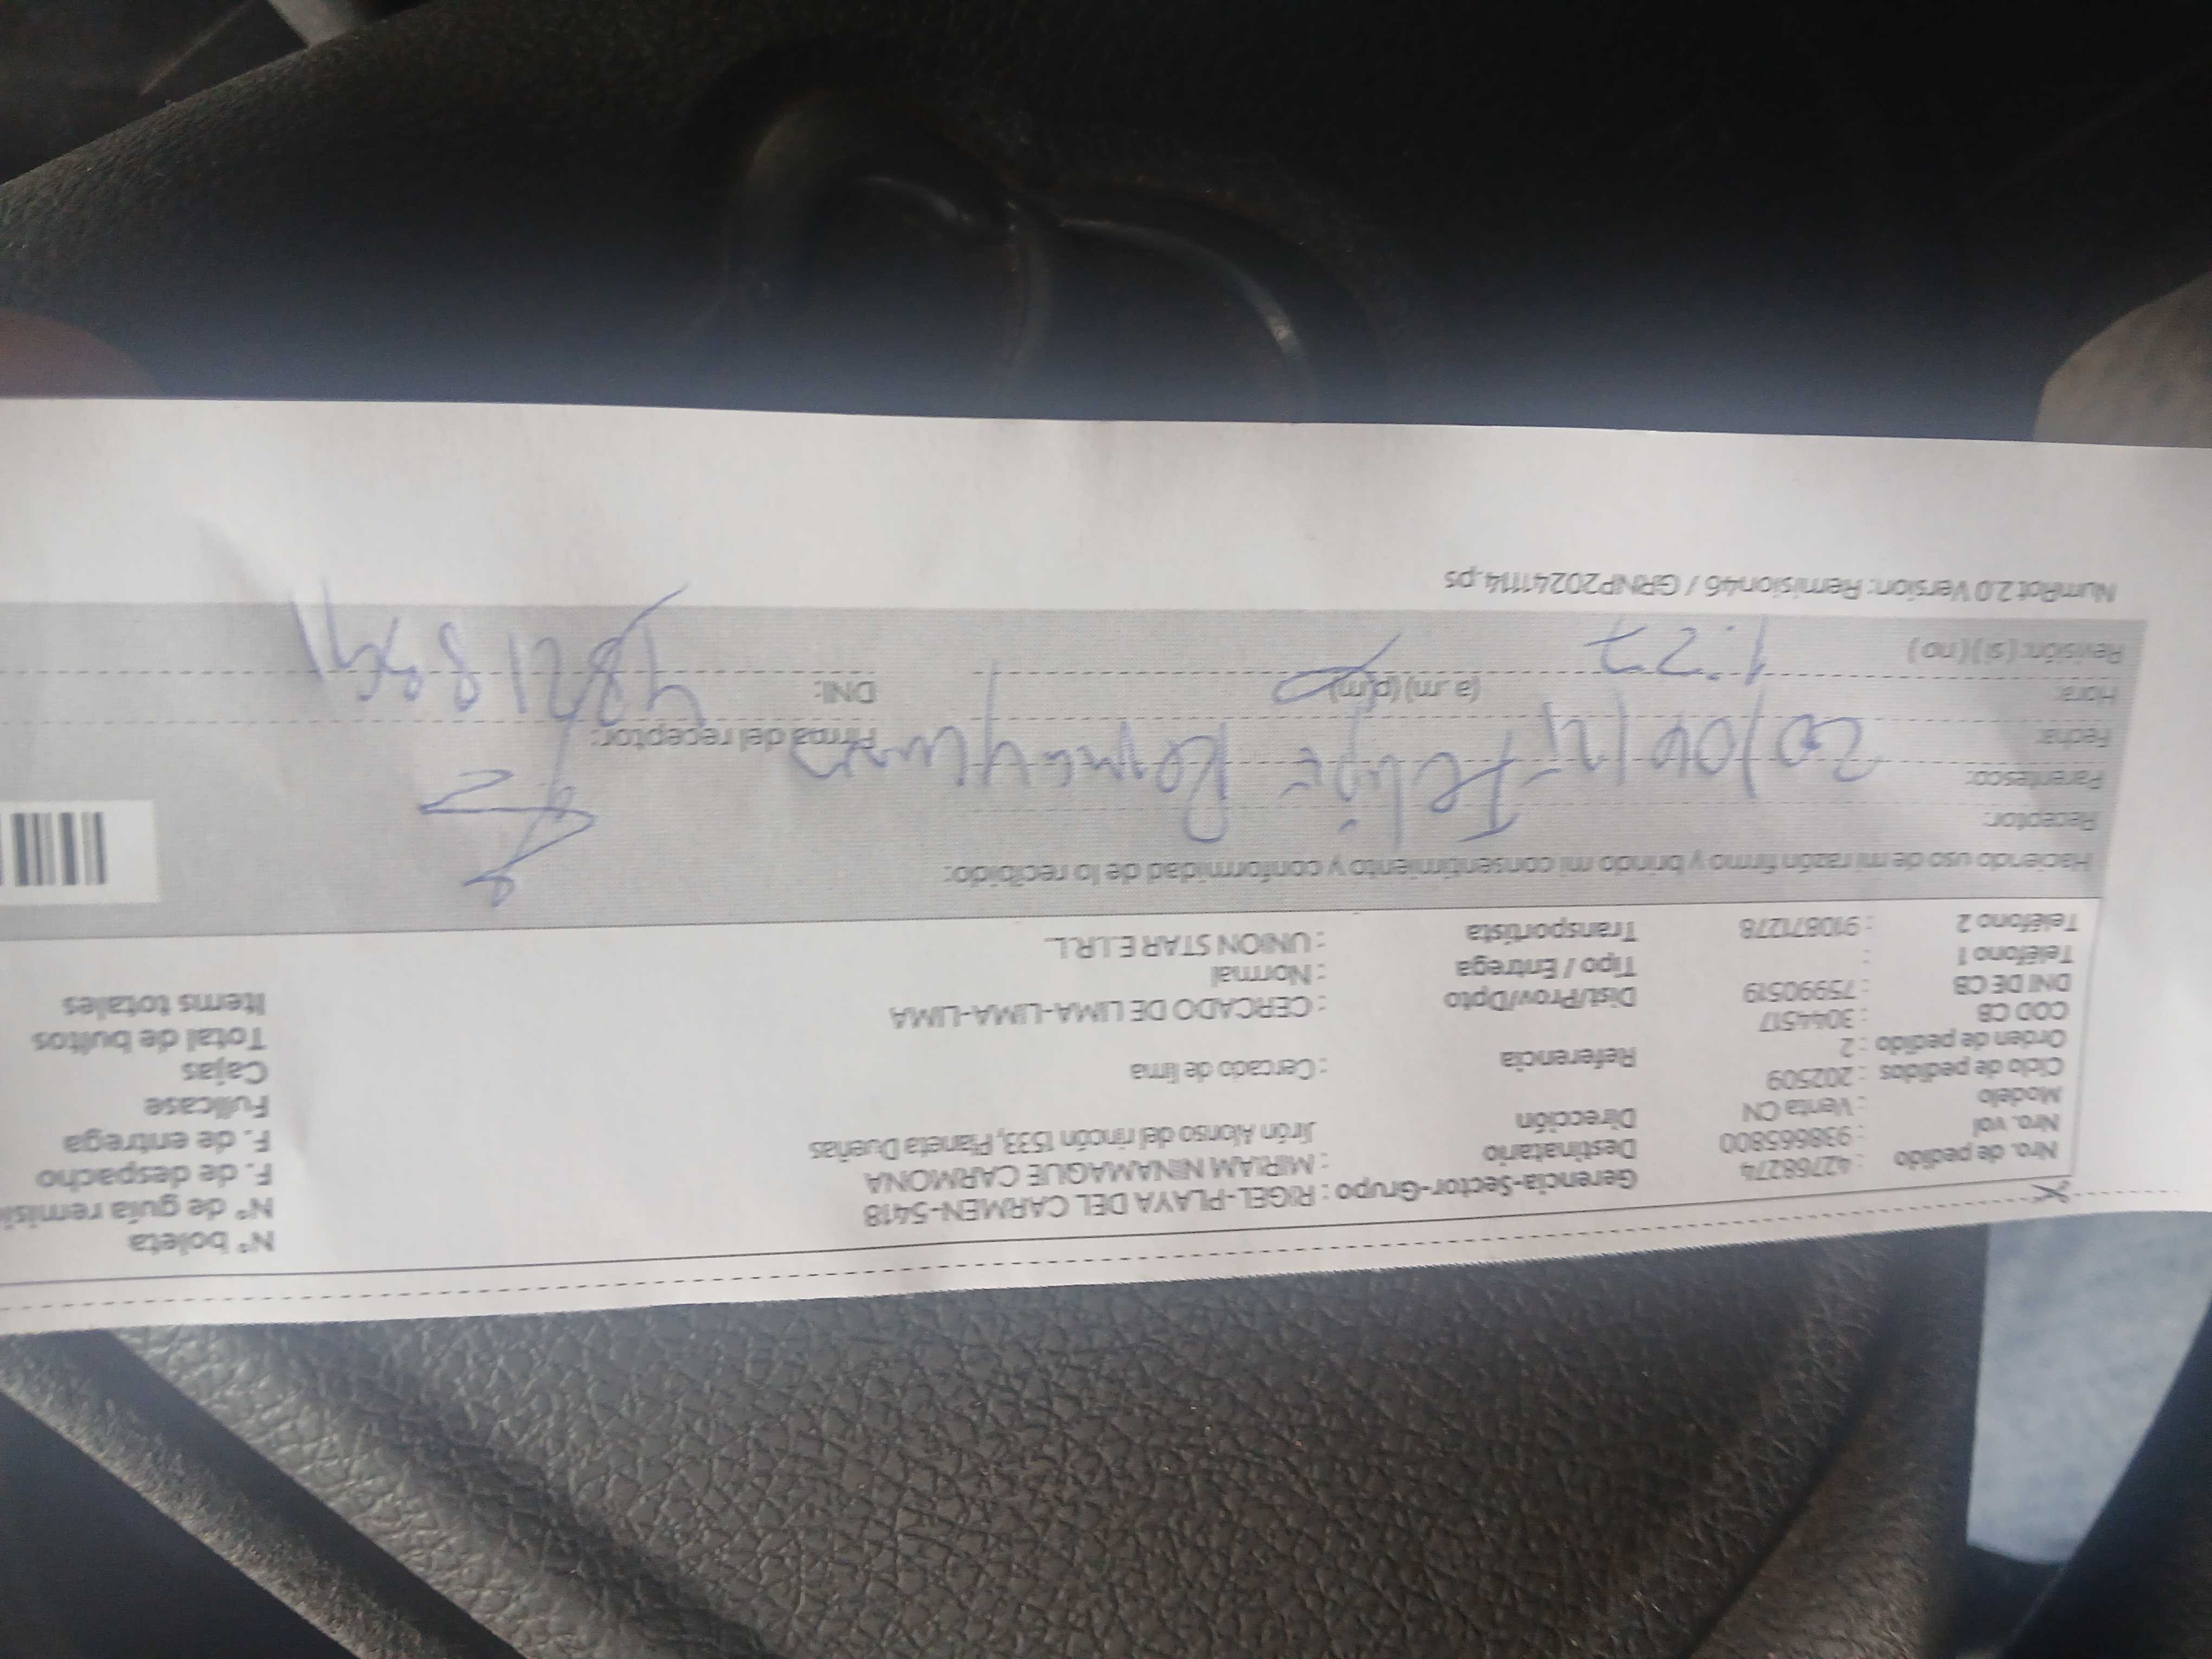 Nro. de pedido : 42768274 Gerencia-Sector-Grupo : RIGEL-PLAYA DEL CARMEN-5418 N° boleta
Nro. vol : 938665800 Destinatario : MIRIAM NINAMAGUE CARMONA N° de guía
Modelo : Venta CN Dirección Jirón Alonso del rincón 1533, Planeta Dueñas F. de despacho
Ciclo de pedidos : 202509 F. de entrega
Orden de pedido : 2 Referencia : Cercado de lima Fullcase
COD CB : 3044517 Cajas
DNI DE CB : 75990519 Dist/Prov/Dpto : CERCADO DE LIMA-LIMA-LIMA Total de bultos
Teléfono 1 : Tipo / Entrega : Normal Items totales
Teléfono 2 : 910871278 Transportista : UNION STAR E.I.R.L.
Haciendo uso de mi razón firmo y brindo mi consentimiento y conformidad de lo recibido:
Receptor: Felipe
Parentesco:
Fecha: 20/04/25 Firma del receptor:
Hora: 1:27 (a.m) (p.m) DNI:
Revisión: (si) (no)
NumRot 2.0 Version: Remision46 / GRNP20241114.ps